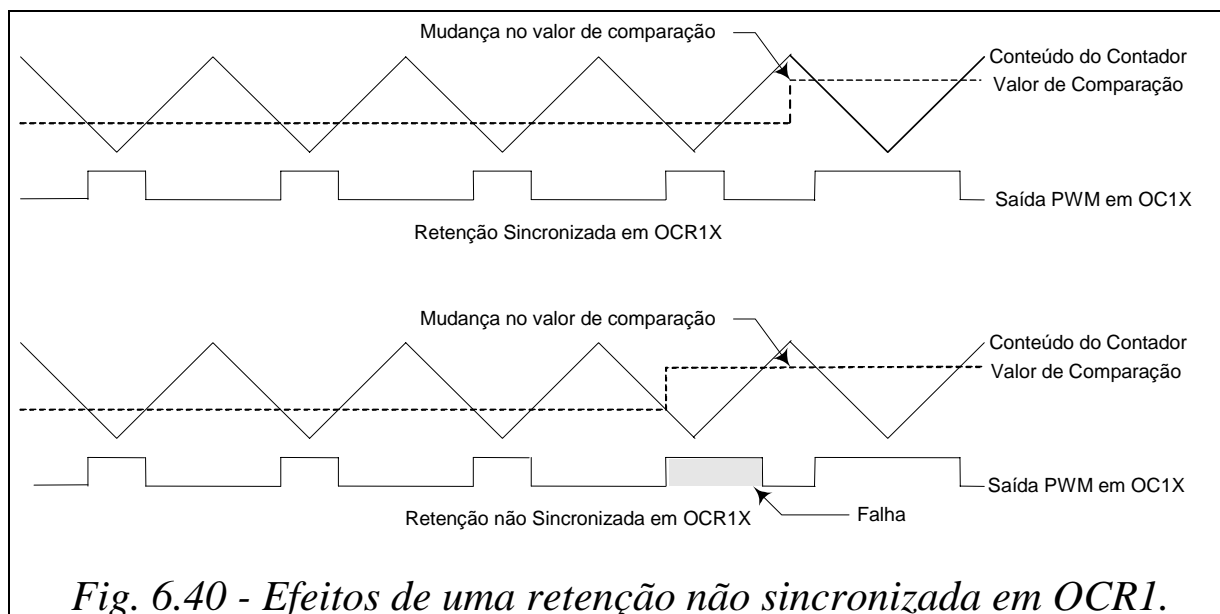 Mudança no valor de comparação
Conteúdo do Contador
Valor de Comparação
Saída PWM em OC1X
Retenção Sincronizada em OCR1X
Mudança no valor de comparação
Conteúdo do Contador
Valor de Comparação
Saída PWM em OC1X
Retenção não Sincronizada em OCR1X
Falha
Fig. 6.40 - Efeitos de uma retenção não sincronizada em OCR1.